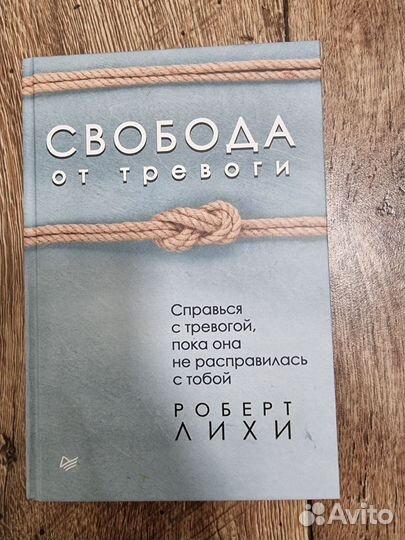 СВОБОДА
от тревоги
Справься
с тревогой,
пока она
не расправилась
с тобой
РОБЕРТ
ЛИХИ
Avito